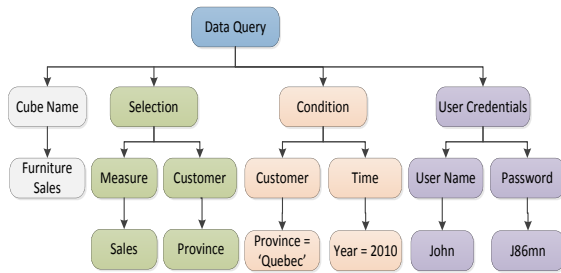 Data Query
Cube Name
Selection
Condition
User Credentials
Furniture
Sales
Measure
Customer
Customer
Time
User Name
Password
Sales
Province
Province =
'Quebec'
Year = 2010
John
J86mn